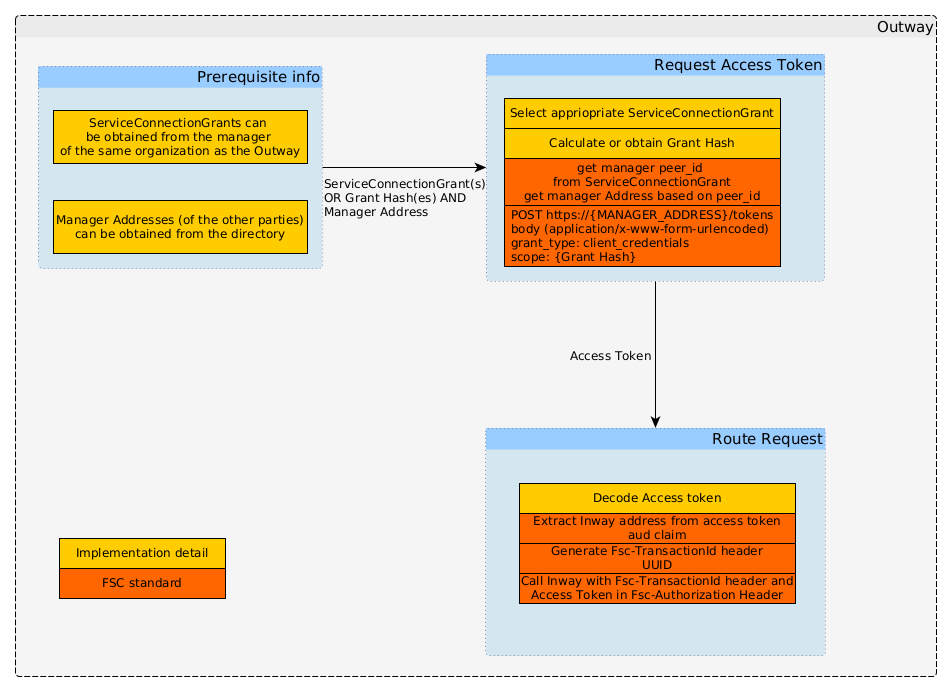 Outway
Prerequisite info
ServiceConnectionGrants can
be obtained from the manager
of the same organization as the Outway
Manager Addresses (of the other parties)
can be obtained from the directory
ServiceConnectionGrant(s)
OR Grant Hash(es) AND
Manager Address
Request Access Token
Select appriopriate ServiceConnectionGrant
Calculate or obtain Grant Hash
get manager peer_id
from ServiceConnectionGrant
get manager Address based on peer_id
POST https://{MANAGER_ADDRESS}/tokens
body (application/x-www-form-urlencoded)
grant_type: client_credentials
scope: {Grant Hash}
Access Token
Route Request
Decode Access token
Extract Inway address from access token
aud claim
Generate Fsc-TransactionId header
UUID
Call Inway with Fsc-TransactionId header and
Access Token in Fsc-Authorization Header
Implementation detail
FSC standard